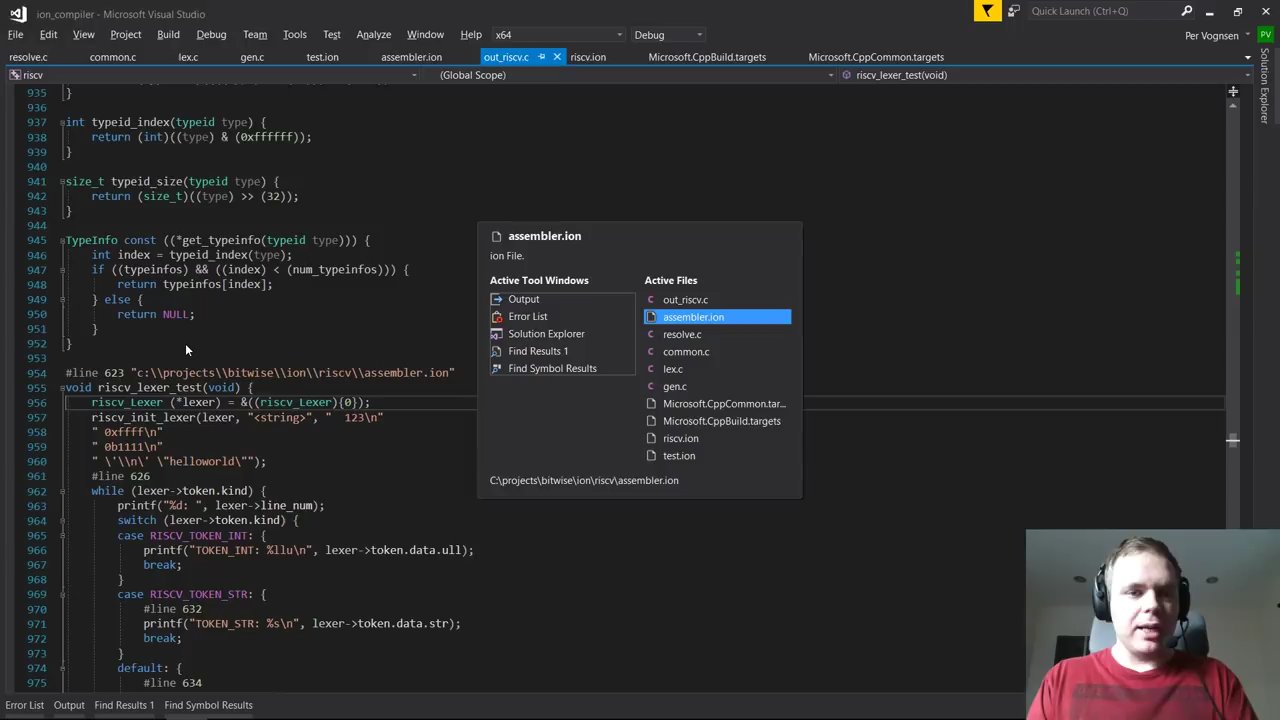 ion_compiler - Microsoft Visual Studio
Quick Launch (Ctrl+Q)
File Edit View Project Build Debug Team Tools Test Analyze Window Help x64 Debug
Per Vognsen PV
resolve.c common.c lex.c gen.c test.ion assembler.ion out_riscv.c riscv.ion Microsoft.CppBuild.targets Microsoft.CppCommon.targets
riscv (Global Scope) riscv_lexer_test(void)
Solution Explorer
935 }
936
937 int typeid_index(typeid type) {
938 return (int)((type) & (0xffffff));
939 }
940
941 size_t typeid_size(typeid type) {
942 return (size_t)((type) >> (32));
943 }
944
945 TypeInfo const ((*get_typeinfo(typeid type))) {
946 int index = typeid_index(type);
947 if ((typeinfos) && ((index) < (num_typeinfos))) {
948 return typeinfos[index];
949 } else {
950 return NULL;
951 }
952 }
953
954 #line 623 "c:\\projects\\bitwise\\ion\\riscv\\assembler.ion"
955 void riscv_lexer_test(void) {
956 riscv_Lexer (*lexer) = &((riscv_Lexer){0});
957 riscv_init_lexer(lexer, "<string>", "  123\n"
958 " 0xffff\n"
959 " 0b1111\n"
960 " \'\\n\' \"helloworld\"");
961 #line 626
962 while (lexer->token.kind) {
963 printf("%d: ", lexer->line_num);
964 switch (lexer->token.kind) {
965 case RISCV_TOKEN_INT: {
966 printf("TOKEN_INT: %llu\n", lexer->token.data.ull);
967 break;
968 }
969 case RISCV_TOKEN_STR: {
970 #line 632
971 printf("TOKEN_STR: %s\n", lexer->token.data.str);
972 break;
973 }
974 default: {
975 #line 634
assembler.ion
ion File.
Active Tool Windows
Output
Error List
Solution Explorer
Find Results 1
Find Symbol Results
Active Files
out_riscv.c
assembler.ion
resolve.c
common.c
lex.c
gen.c
Microsoft.CppCommon.tar...
Microsoft.CppBuild.targets
riscv.ion
test.ion
C:\projects\bitwise\ion\riscv\assembler.ion
Error List Output Find Results 1 Find Symbol Results